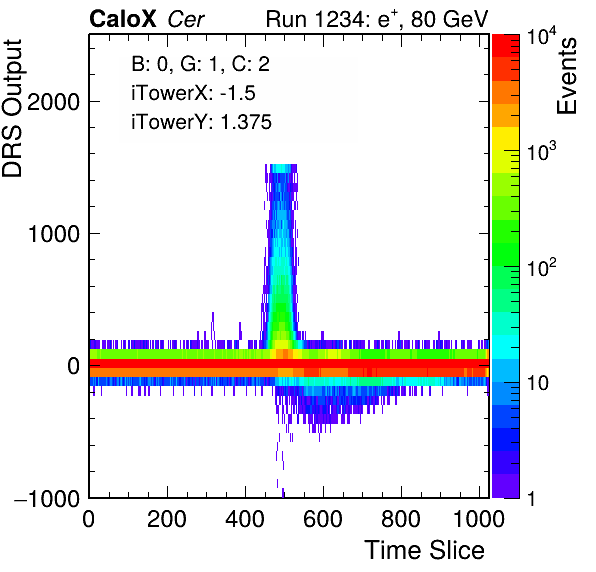 CaloX Cer Run 1234: e⁺, 80 GeV
B: 0, G: 1, C: 2
iTowerX: -1.5
iTowerY: 1.375
DRS Output
2000
1000
0
−1000
0 200 400 600 800 1000
Time Slice
Events
10⁴
10³
10²
10
1